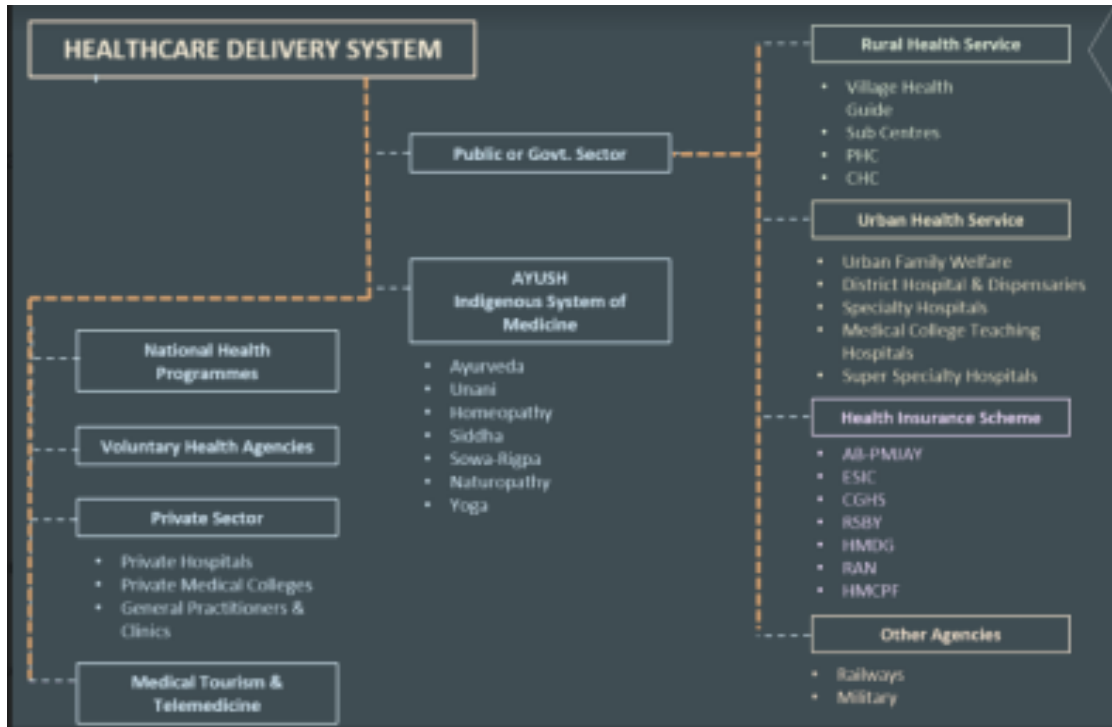 HEALTHCARE DELIVERY SYSTEM
Public or Govt. Sector
AYUSH
Indigenous System of
Medicine
• Ayurveda
• Unani
• Homeopathy
• Siddha
• Sowa-Rigpa
• Naturopathy
• Yoga
National Health
Programmes
Voluntary Health Agencies
Private Sector
• Private Hospitals
• Private Medical Colleges
• General Practitioners &
Clinics
Medical Tourism &
Telemedicine
Rural Health Service
• Village Health
Guide
• Sub Centres
• PHC
• CHC
Urban Health Service
• Urban Family Welfare
• District Hospital & Dispensaries
• Specialty Hospitals
• Medical College Teaching
Hospitals
• Super Specialty Hospitals
Health Insurance Scheme
• AB-PMJAY
• ESIC
• CGHS
• RSBY
• HMDG
• RAN
• HMCPF
Other Agencies
• Railways
• Military